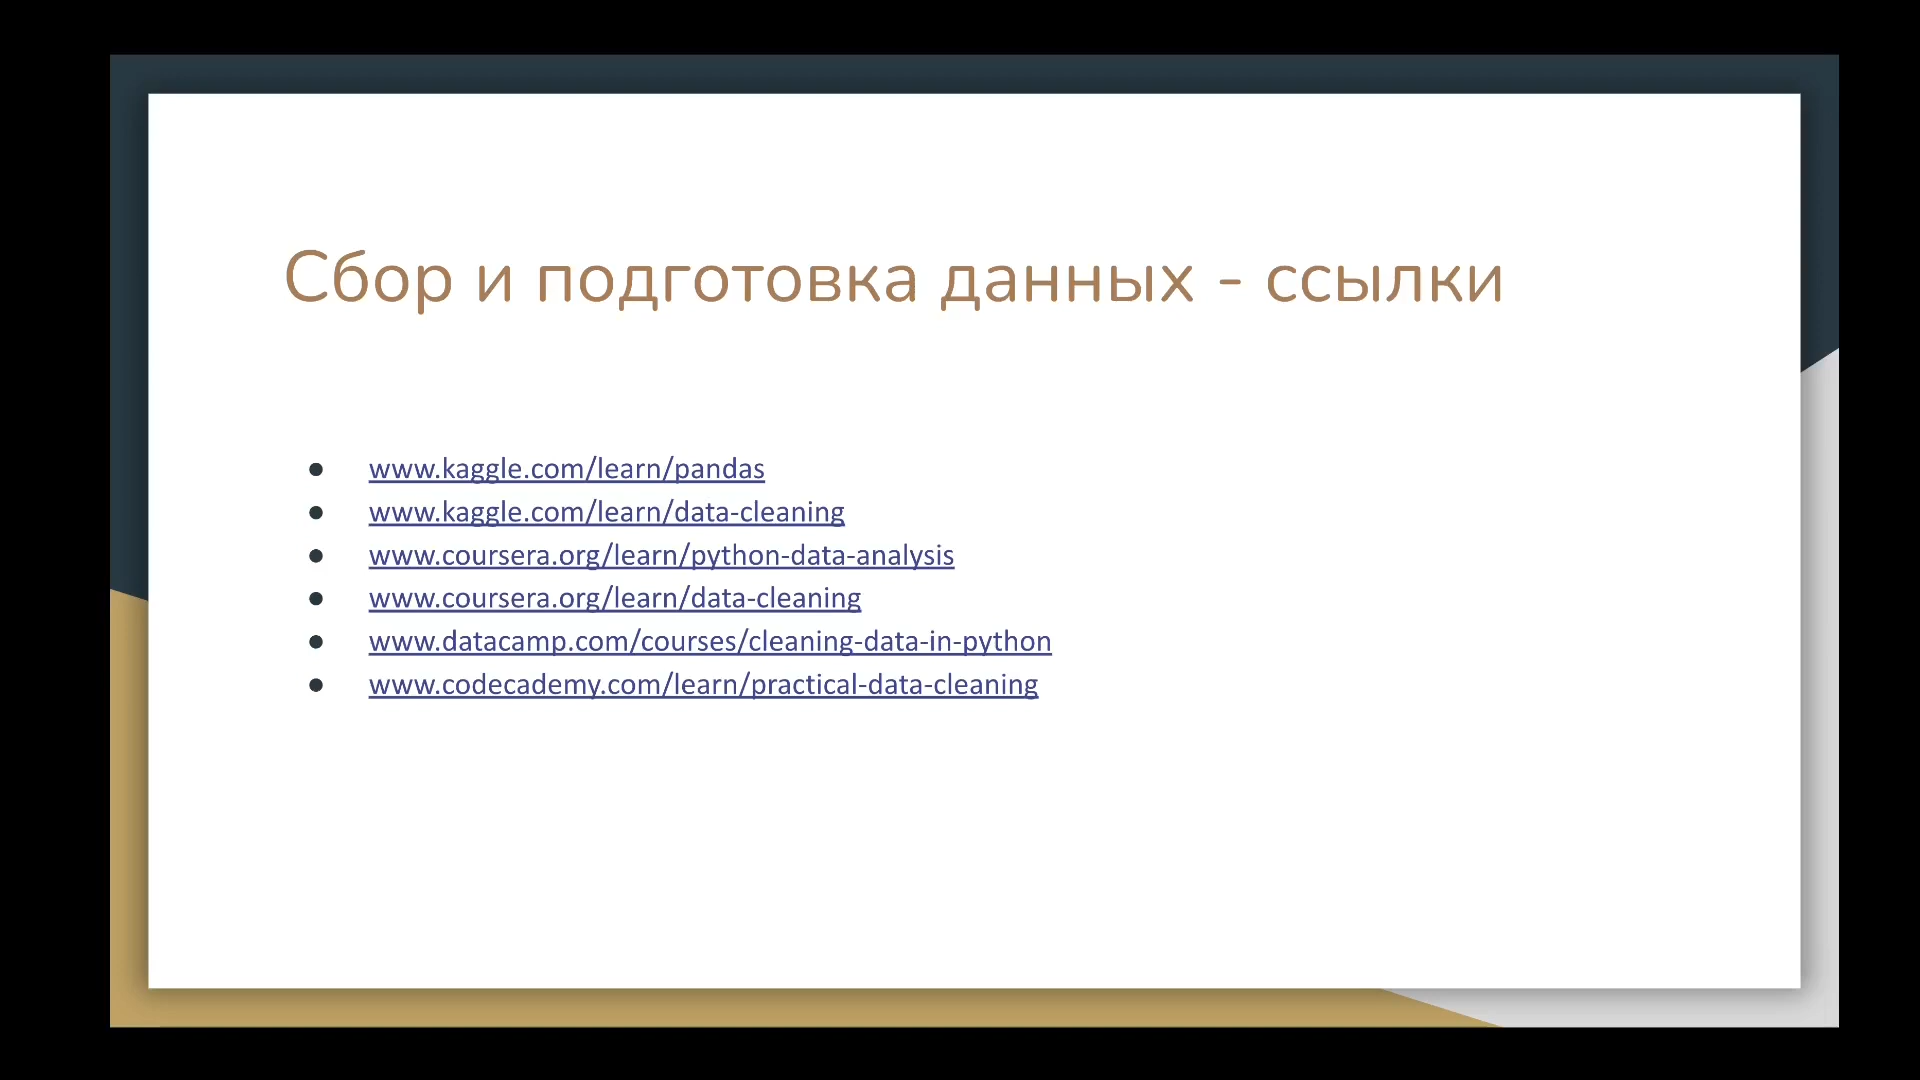 Сбор и подготовка данных - ссылки
● www.kaggle.com/learn/pandas
● www.kaggle.com/learn/data-cleaning
● www.coursera.org/learn/python-data-analysis
● www.coursera.org/learn/data-cleaning
● www.datacamp.com/courses/cleaning-data-in-python
● www.codecademy.com/learn/practical-data-cleaning